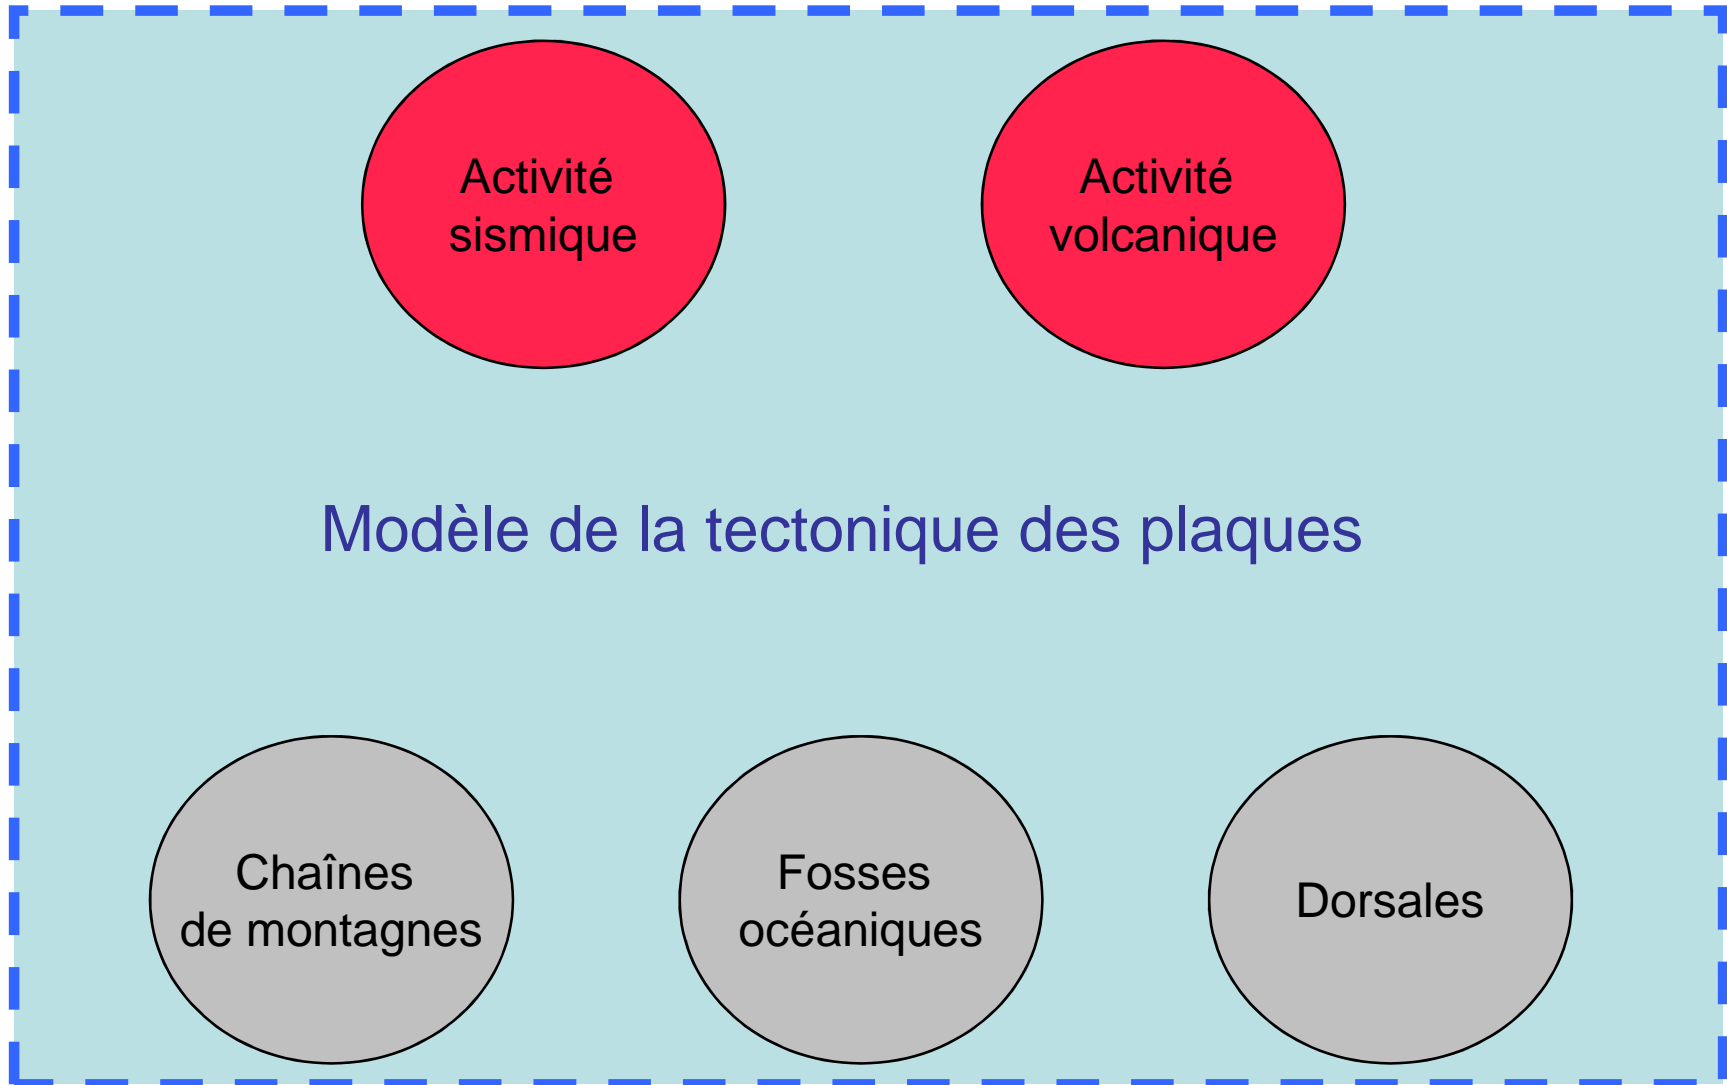 Activité
sismique
Activité
volcanique
Modèle de la tectonique des plaques
Chaînes
de montagnes
Fosses
océaniques
Dorsales